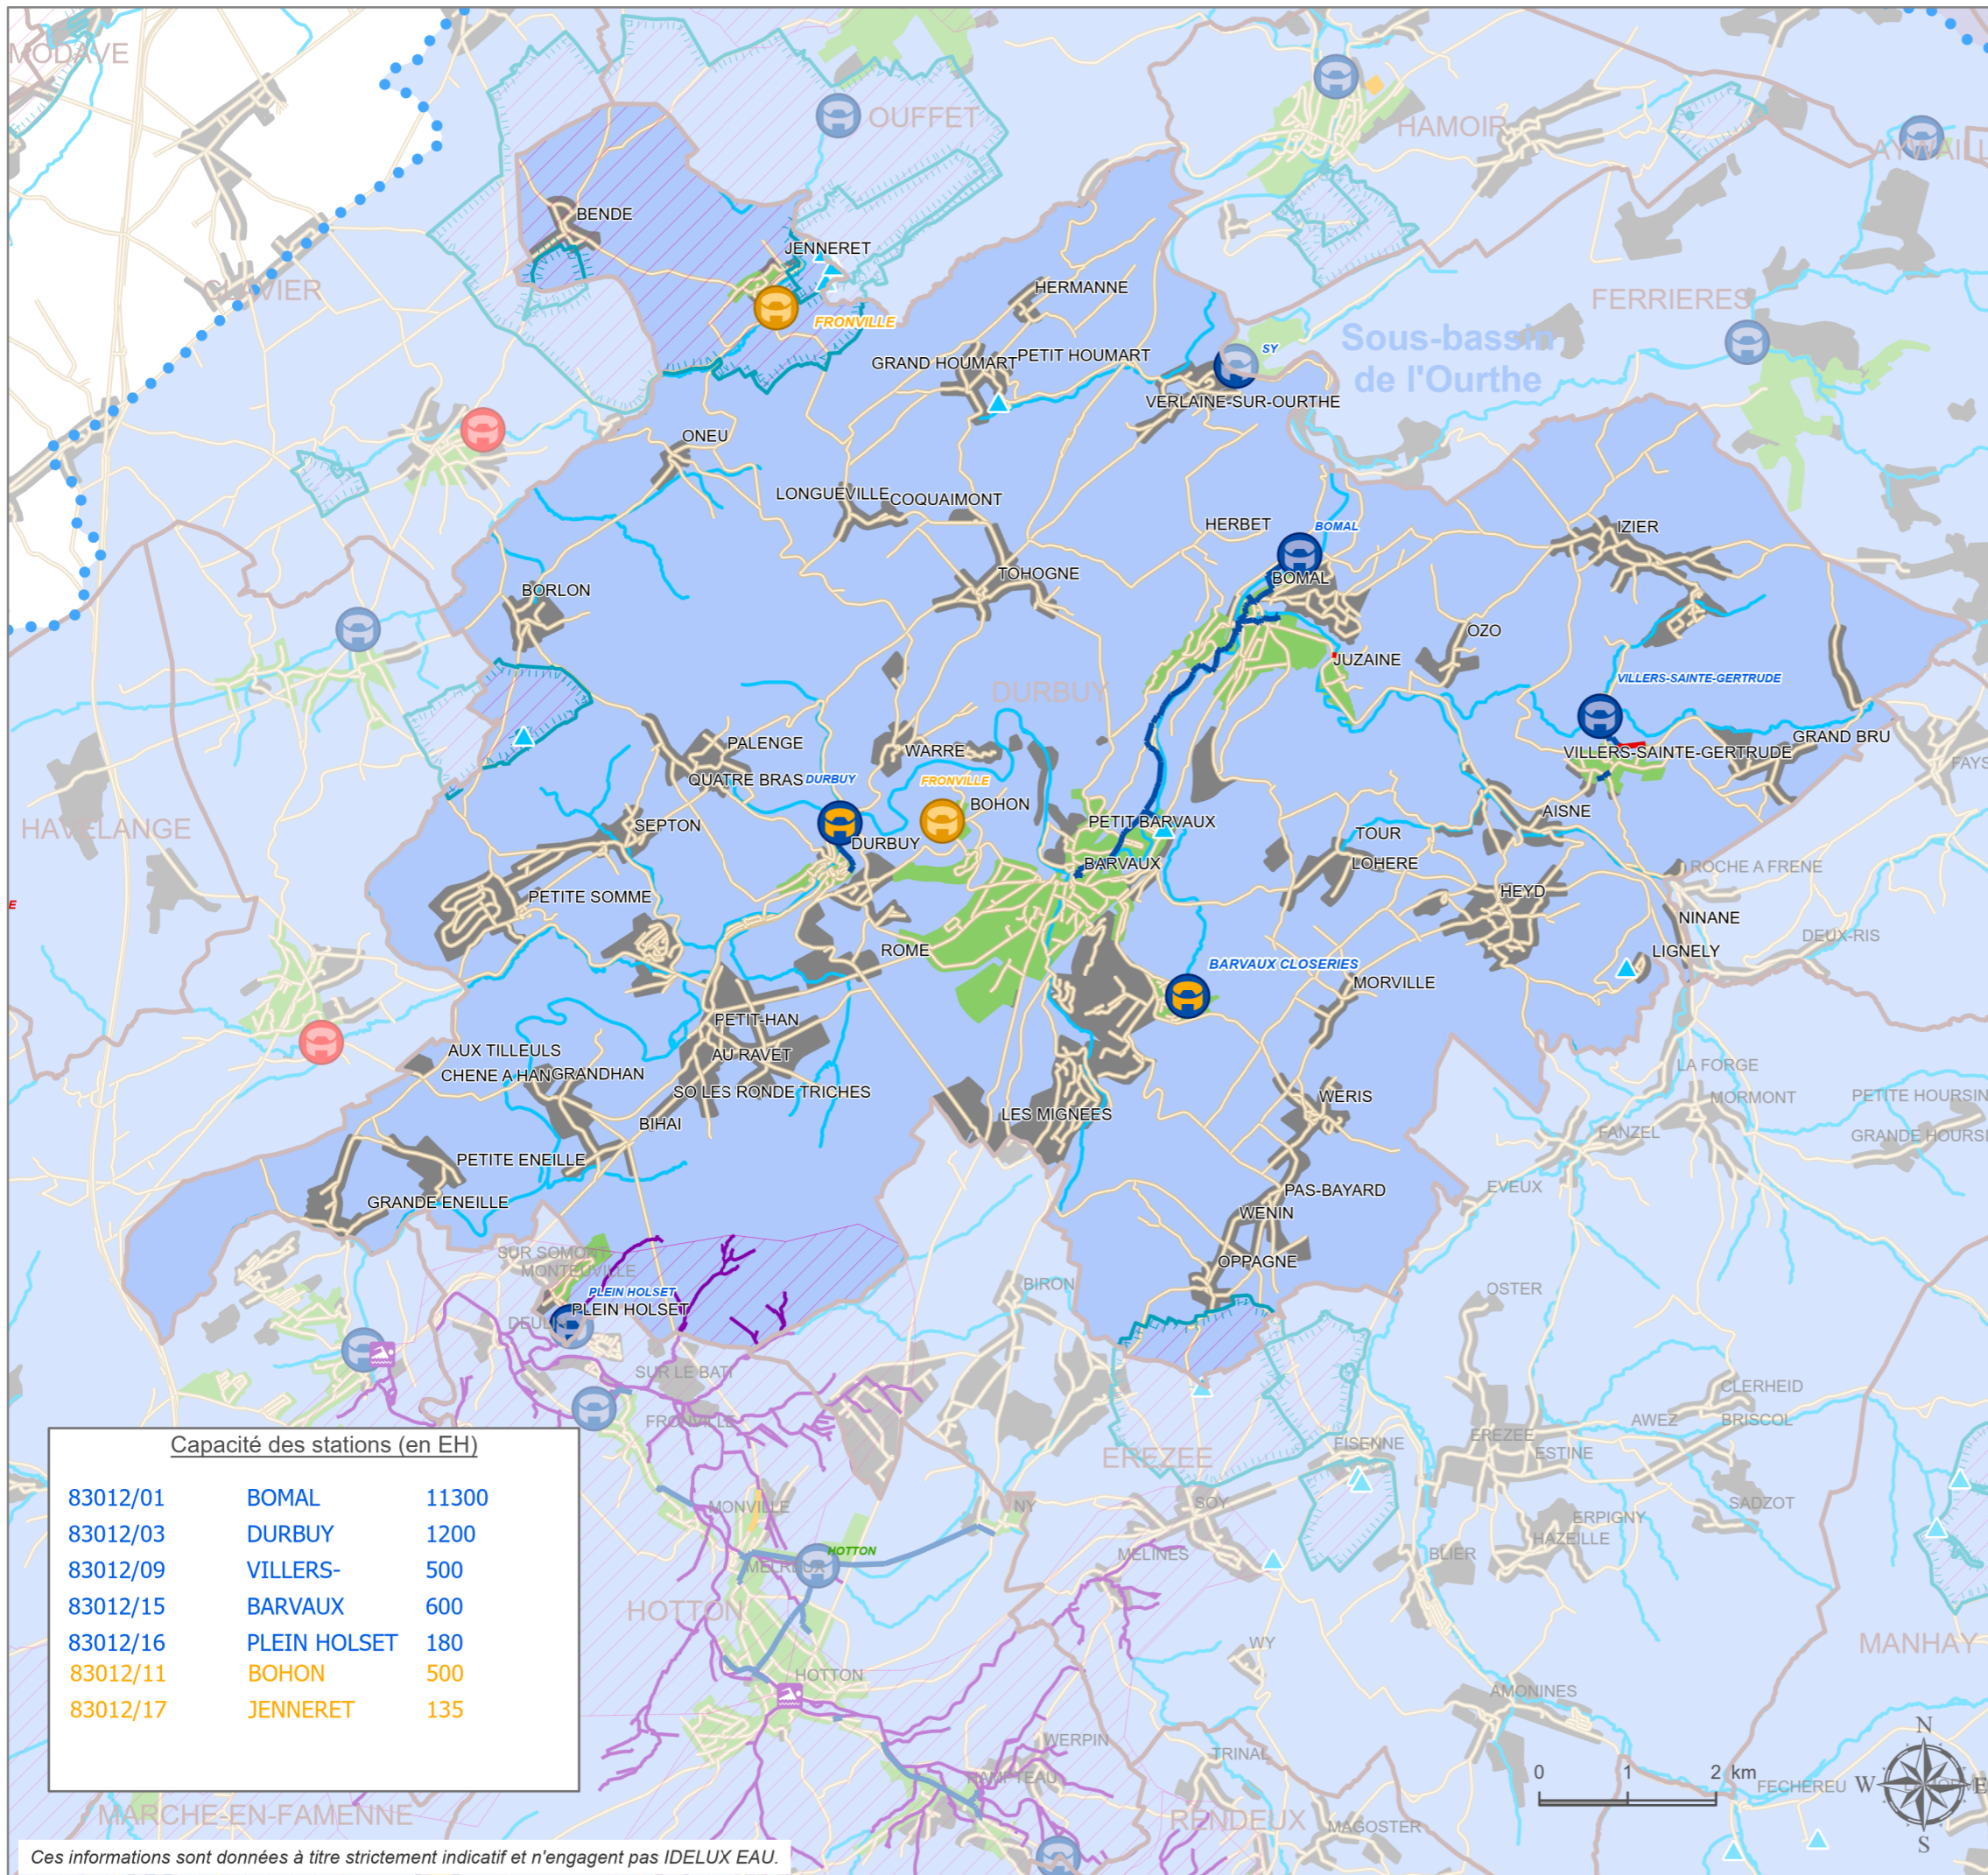 MODAVE
OUFFET
HAMOIR
BENDE
JENNERET
HERMANNE
FERRIERES
FRONVILLE
Sous-bassin
de l'Ourthe
GRAND HOUMART
PETIT HOUMART
SY
VERLAINE-SUR-OURTHE
ONEU
LONGUEVILLE
COQUAIMONT
HERBET
BOMAL
IZIER
TOHOGNE
BOMAL
BORLON
OZO
JUZAINE
VILLERS-SAINTE-GERTRUDE
DURBUY
PALENGE
WARRE
GRAND BRU
VILLERS-SAINTE-GERTRUDE
QUATRE BRAS
DURBUY
FRONVILLE
BOHON
AISNE
HAVELANGE
SEPTON
DURBUY
PETIT BARVAUX
TOUR
BARVAUX
LOHERE
ROCHE A FRENE
PETITE SOMME
HEYD
E
NINANE
DEUX-RIS
ROME
LIGNELY
BARVAUX CLOSERIES
MORVILLE
PETIT-HAN
AUX TILLEULS
AU RAVET
CHENE A HAN
GRANDHAN
LA FORGE
SO LES RONDE TRICHES
MORMONT
WERIS
LES MIGNEES
BIHAI
FANZEL
PETITE ENEILLE
GRANDE ENEILLE
PAS-BAYARD
EVEUX
WENIN
OPPAGNE
MONTEUVILLE
PLEIN HOLSET
PLEIN HOLSET
BIRON
OSTER
SUR LE BATI
CLERHEID
FRONVILLE
AWEZ
BRISCOL
EREZEE
EREZEE
FISENNE
ESTINE
Capacité des stations (en EH)
83012/01 BOMAL 11300
83012/03 DURBUY 1200
83012/09 VILLERS- 500
83012/15 BARVAUX 600
83012/16 PLEIN HOLSET 180
83012/11 BOHON 500
83012/17 JENNERET 135
MONVILLE
NY
SOY
SADZOT
ERPIGNY
HAZEILLE
HOTTON
MELREUX
MELINES
BLIER
HOTTON
WY
MANHAY
HOTTON
AMONINES
WERPIN
TRINAL
HAMPTEAU
0 1 2 km
N
W
E
S
FECHEREU
MARCHE-EN-FAMENNE
RENDEUX
MAGOSTER
Ces informations sont données à titre strictement indicatif et n'engagent pas IDELUX EAU.